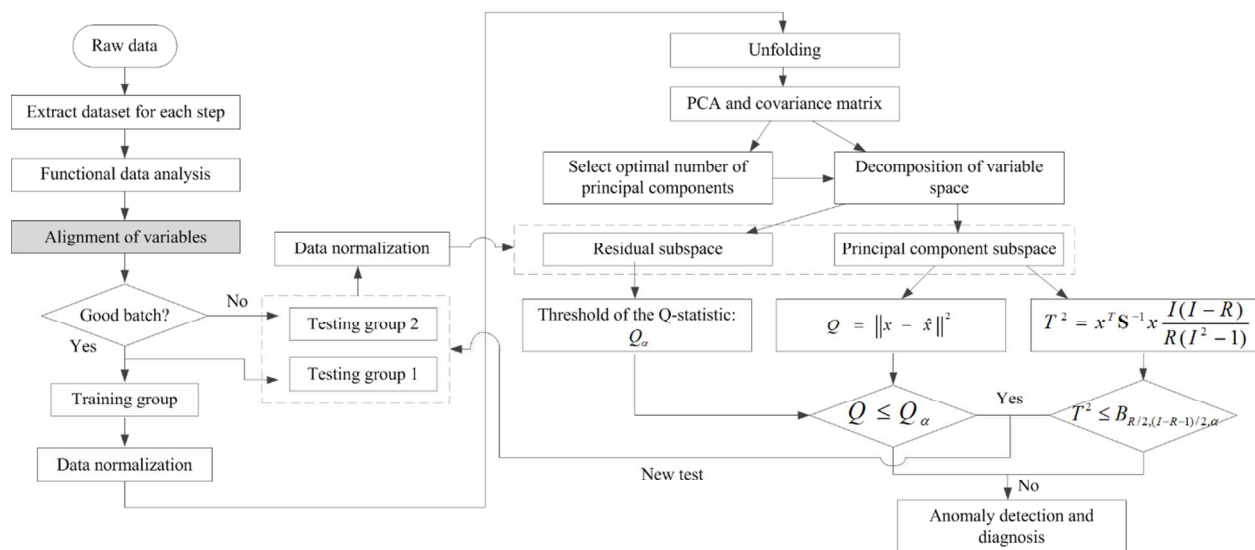 Raw data
Extract dataset for each step
Functional data analysis
Alignment of variables
Good batch?
No
Yes
Training group
Data normalization
Data normalization
Testing group 2
Testing group 1
Unfolding
PCA and covariance matrix
Select optimal number of
principal components
Decomposition of variable
space
Residual subspace
Principal component subspace
Threshold of the Q-statistic:
Q_α
Q = ||x − x̂||²
T² = xᵀS⁻¹x I(I−R)/R(I²−1)
Q ≤ Q_α
Yes
T² ≤ B_{R/2,(I−R−1)/2,α}
New test
No
Anomaly detection and
diagnosis